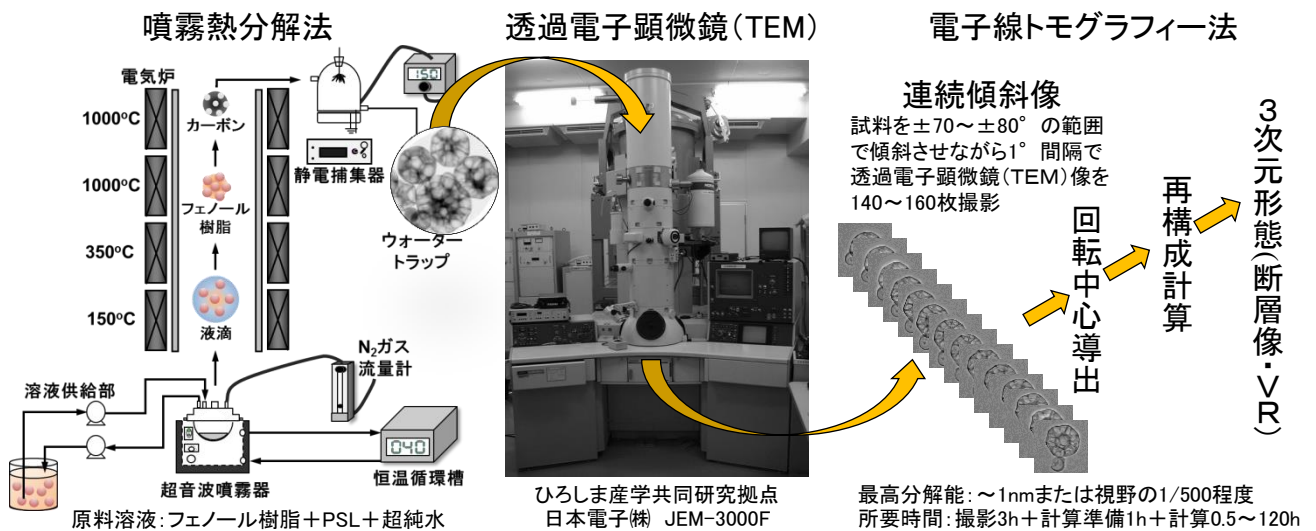 噴霧熱分解法
電気炉
1000℃
1000℃
350℃
150℃
カーボン
フェノール
樹脂
液滴
150
静電捕集器
ウォーター
トラップ
N₂ガス
流量計
溶液供給部
040
恒温循環槽
超音波噴霧器
原料溶液:フェノール樹脂+PSL+超純水
透過電子顕微鏡(TEM)
ひろしま産学共同研究拠点
日本電子㈱ JEM-3000F
電子線トモグラフィー法
連続傾斜像
試料を±70~±80°の範囲
で傾斜させながら1°間隔で
透過電子顕微鏡(TEM)像を
140~160枚撮影
回転中心導出
再構成計算
3次元形態(断層像・VR)
最高分解能:~1nmまたは視野の1/500程度
所要時間:撮影3h+計算準備1h+計算0.5~120h